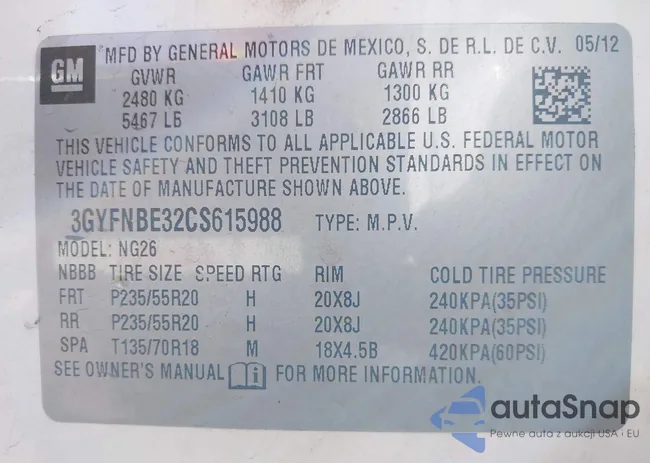 GM
*MFD BY GENERAL MOTORS DE MEXICO, S. DE R.L. DE C.V. 05/12
GVWR GAWR FRT GAWR RR
2480 KG 1410 KG 1300 KG
5467 LB 3108 LB 2866 LB
THIS VEHICLE CONFORMS TO ALL APPLICABLE U.S. FEDERAL MOTOR
VEHICLE SAFETY AND THEFT PREVENTION STANDARDS IN EFFECT ON
THE DATE OF MANUFACTURE SHOWN ABOVE.
3GYFNBE32CS615988 TYPE: M.P.V.
MODEL: NG26
NBBB TIRE SIZE SPEED RTG RIM COLD TIRE PRESSURE
FRT P235/55R20 H 20X8J 240KPA(35PSI)
RR P235/55R20 H 20X8J 240KPA(35PSI)
SPA T135/70R18 M 18X4.5B 420KPA(60PSI)
SEE OWNER'S MANUAL i FOR MORE INFORMATION.
autaSnap
Pewne auta z aukcji USA i EU